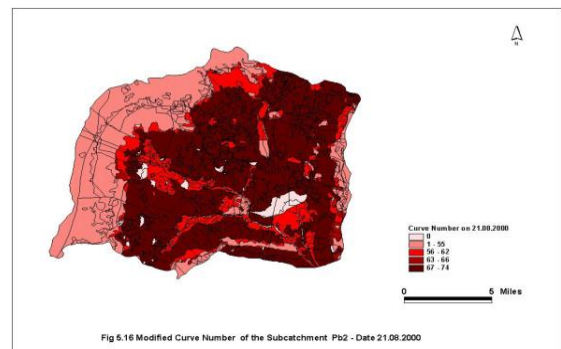 N
Curve Number on 21.08.2000
0
1 - 55
56 - 62
63 - 66
67 - 74
0 5 Miles
Fig 5.16 Modified Curve Number of the Subcatchment Pb2 - Date 21.08.2000